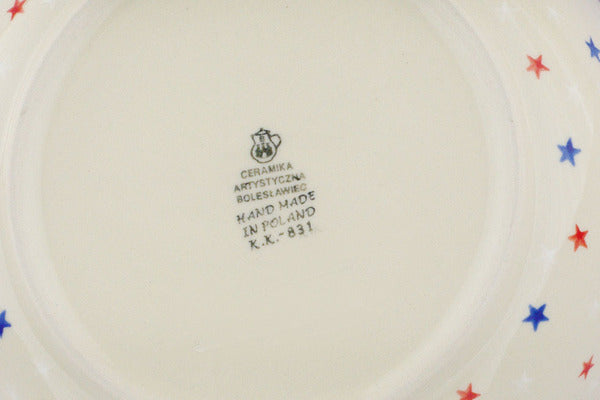 CERAMIKA
ARTYSTYCZNA
BOLESŁAWIEC
HAND MADE
IN POLAND
K.K.-831